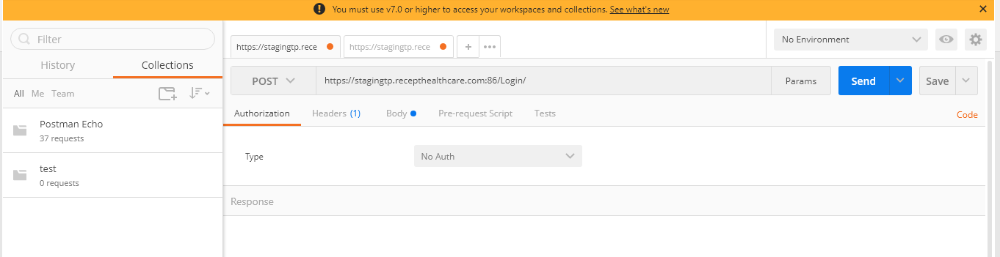 You must use v7.0 or higher to access your workspaces and collections. See what's new
Filter
History Collections
All Me Team
Postman Echo
37 requests
test
0 requests
https://stagingtp.rece https://stagingtp.rece + •••
No Environment
POST https://stagingtp.recepthealthcare.com:86/Login/ Params Send Save
Authorization Headers (1) Body Pre-request Script Tests Code
Type No Auth
Response